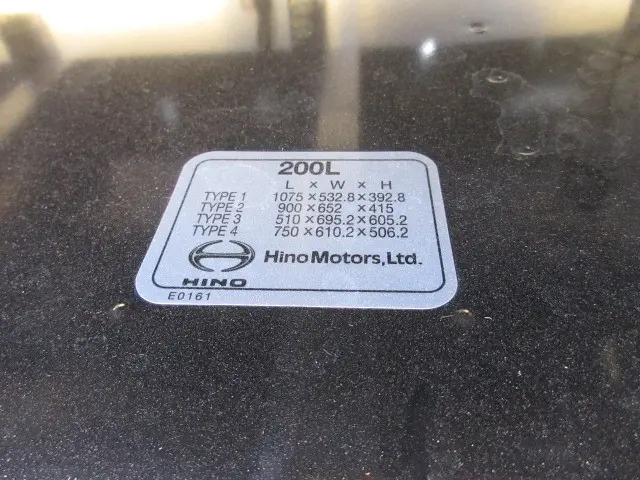 200L
L × W × H
TYPE 1 1075×532.8×392.8
TYPE 2 900×652 ×415
TYPE 3 510×695.2×605.2
TYPE 4 750×610.2×506.2
Hino Motors, Ltd.
HINO
E0161